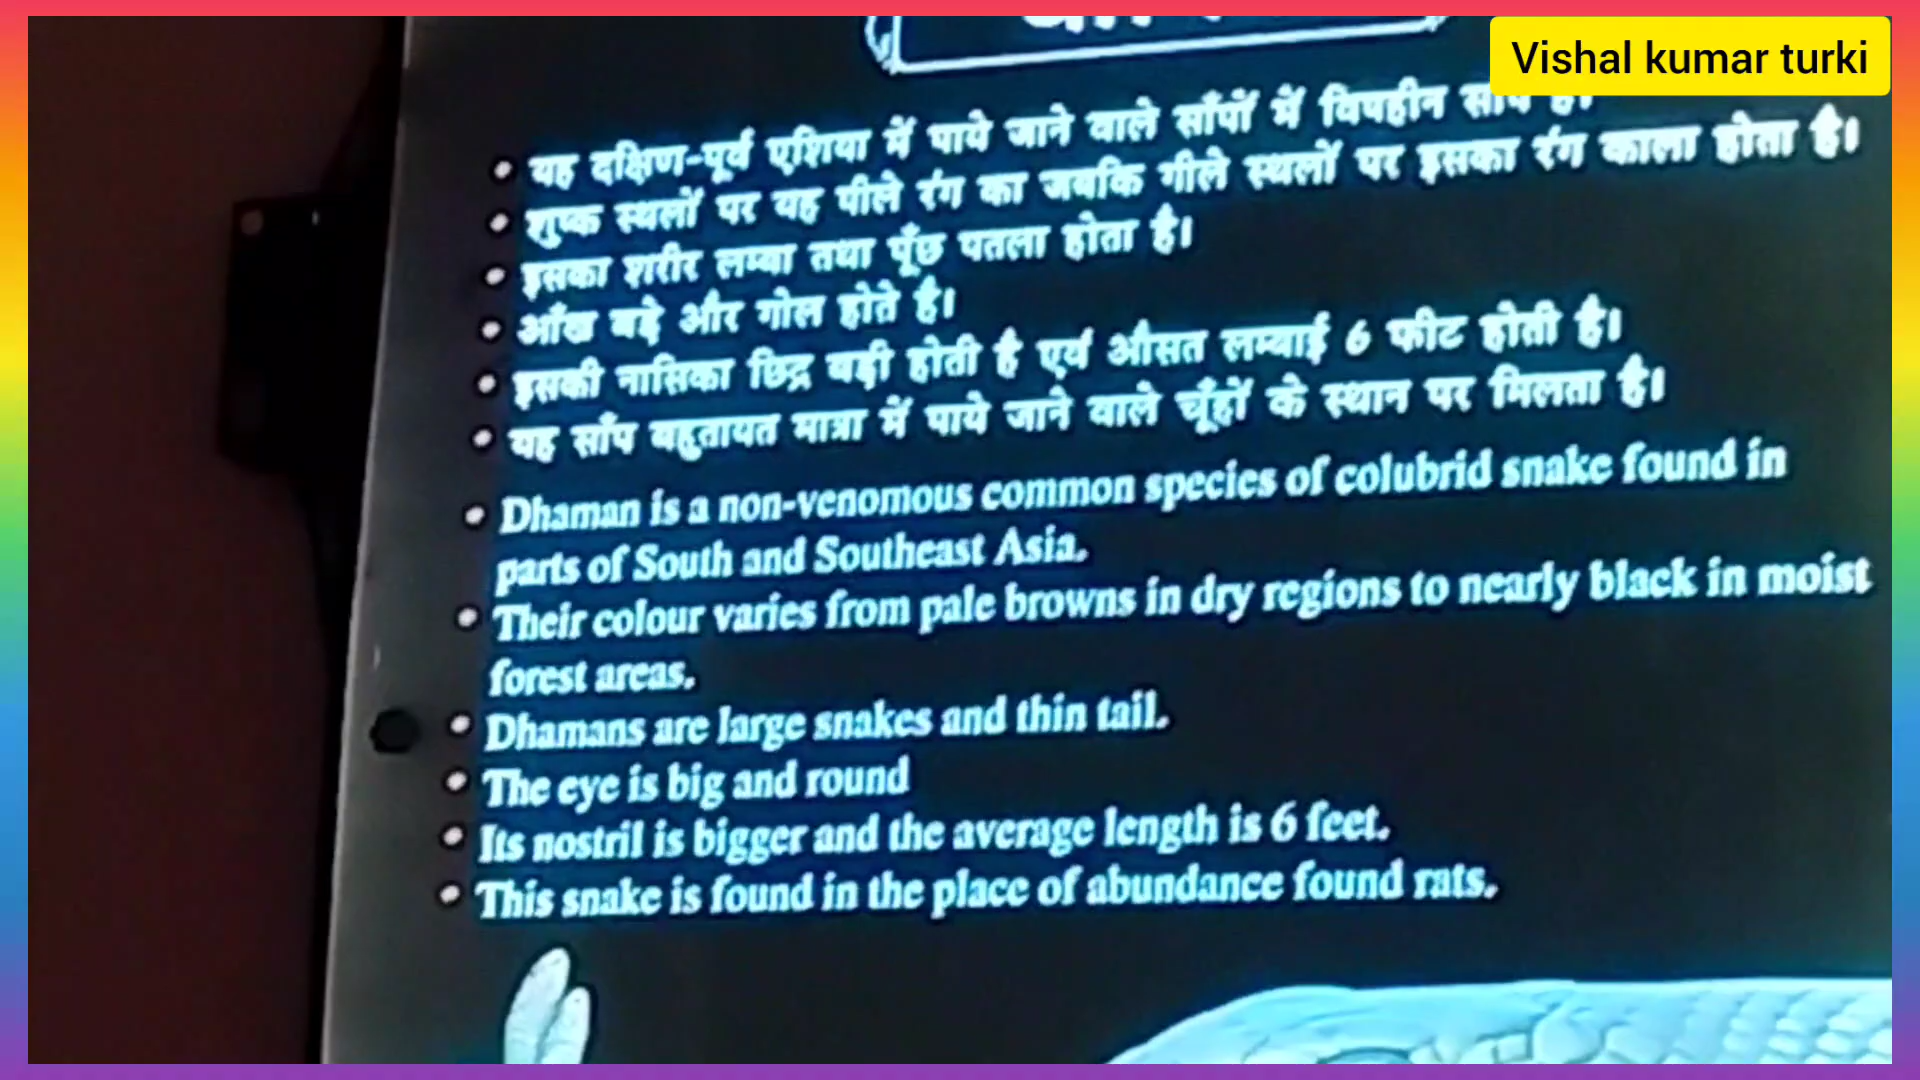 Vishal kumar turki
• यह दक्षिण-पूर्व एशिया में पाये जाने वाले साँपों में विषहीन साँप है।
• शुष्क स्थलों पर यह पीले रंग का जबकि गीले स्थलों पर इसका रंग काला होता है।
• इसका शरीर लम्बा तथा पूँछ पतला होता है।
• आँख बड़े और गोल होते है।
• इसकी नासिका छिद्र बड़ी होती है एवं औसत लम्बाई 6 फीट होती है।
• यह साँप बहुतायत मात्रा में पाये जाने वाले चूँहों के स्थान पर मिलता है।
• Dhaman is a non-venomous common species of colubrid snake found in
parts of South and Southeast Asia.
• Their colour varies from pale browns in dry regions to nearly black in moist
forest areas.
• Dhamans are large snakes and thin tail.
• The eye is big and round
• Its nostril is bigger and the average length is 6 feet.
• This snake is found in the place of abundance found rats.